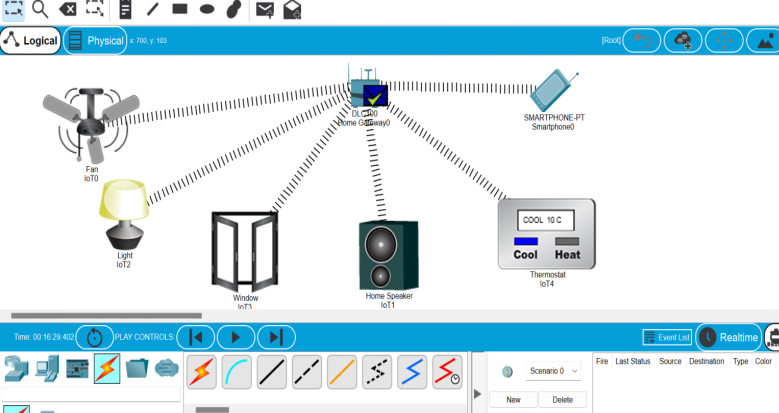 Logical
Physical
x: 700, y: 103
[Root]
DLC100
Home Gateway0
SMARTPHONE-PT
Smartphone0
Fan
IoT0
Light
IoT2
Window
IoT3
Home Speaker
IoT1
COOL 10 C
Cool
Heat
Thermostat
IoT4
Time: 00:16:29.402
PLAY CONTROLS:
Event List
Realtime
Scenario 0
New
Delete
Fire Last Status Source Destination Type Color